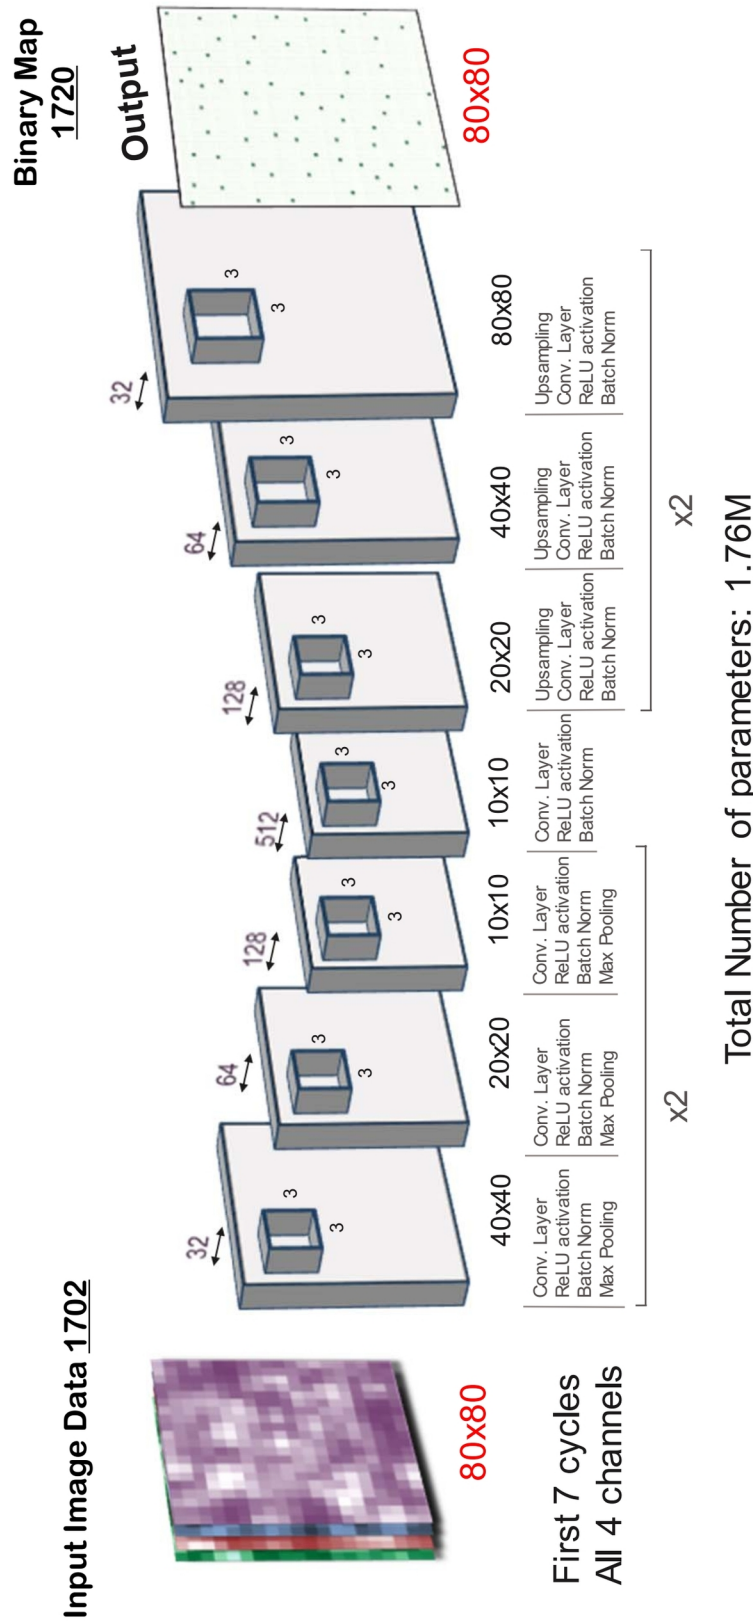 Input Image Data 1702
Binary Map
1720
Output
32
64
128
512
128
64
32
3
3
3
3
3
3
3
3
3
3
3
3
3
3
80x80
40x40
20x20
10x10
10x10
20x20
40x40
80x80
80x80
First 7 cycles
All 4 channels
Conv. Layer
ReLU activation
Batch Norm
Max Pooling
Conv. Layer
ReLU activation
Batch Norm
Max Pooling
Conv. Layer
ReLU activation
Batch Norm
Max Pooling
Conv. Layer
ReLU activation
Batch Norm
Upsampling
Conv. Layer
ReLU activation
Batch Norm
Upsampling
Conv. Layer
ReLU activation
Batch Norm
Upsampling
Conv. Layer
ReLU activation
Batch Norm
x2
x2
Total Number of parameters: 1.76M